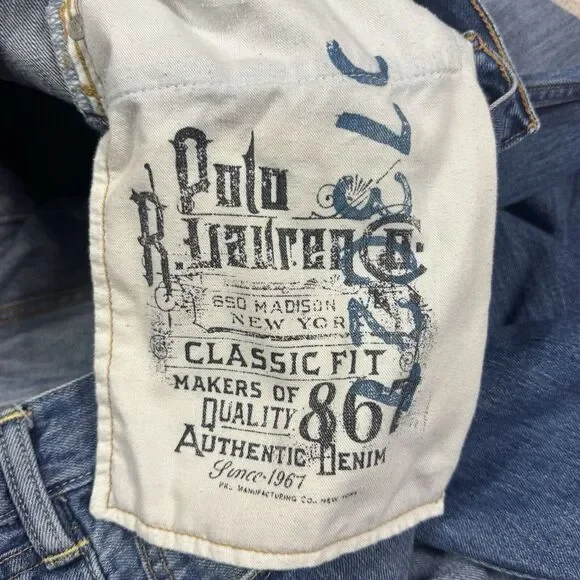 Polo
R. Lauren Co.
650 MADISON
NEW YOR
CLASSIC FIT
MAKERS OF
QUALITY 867
AUTHENTIC DENIM
Since 1967
PRL MANUFACTURING CO., NEW YORK